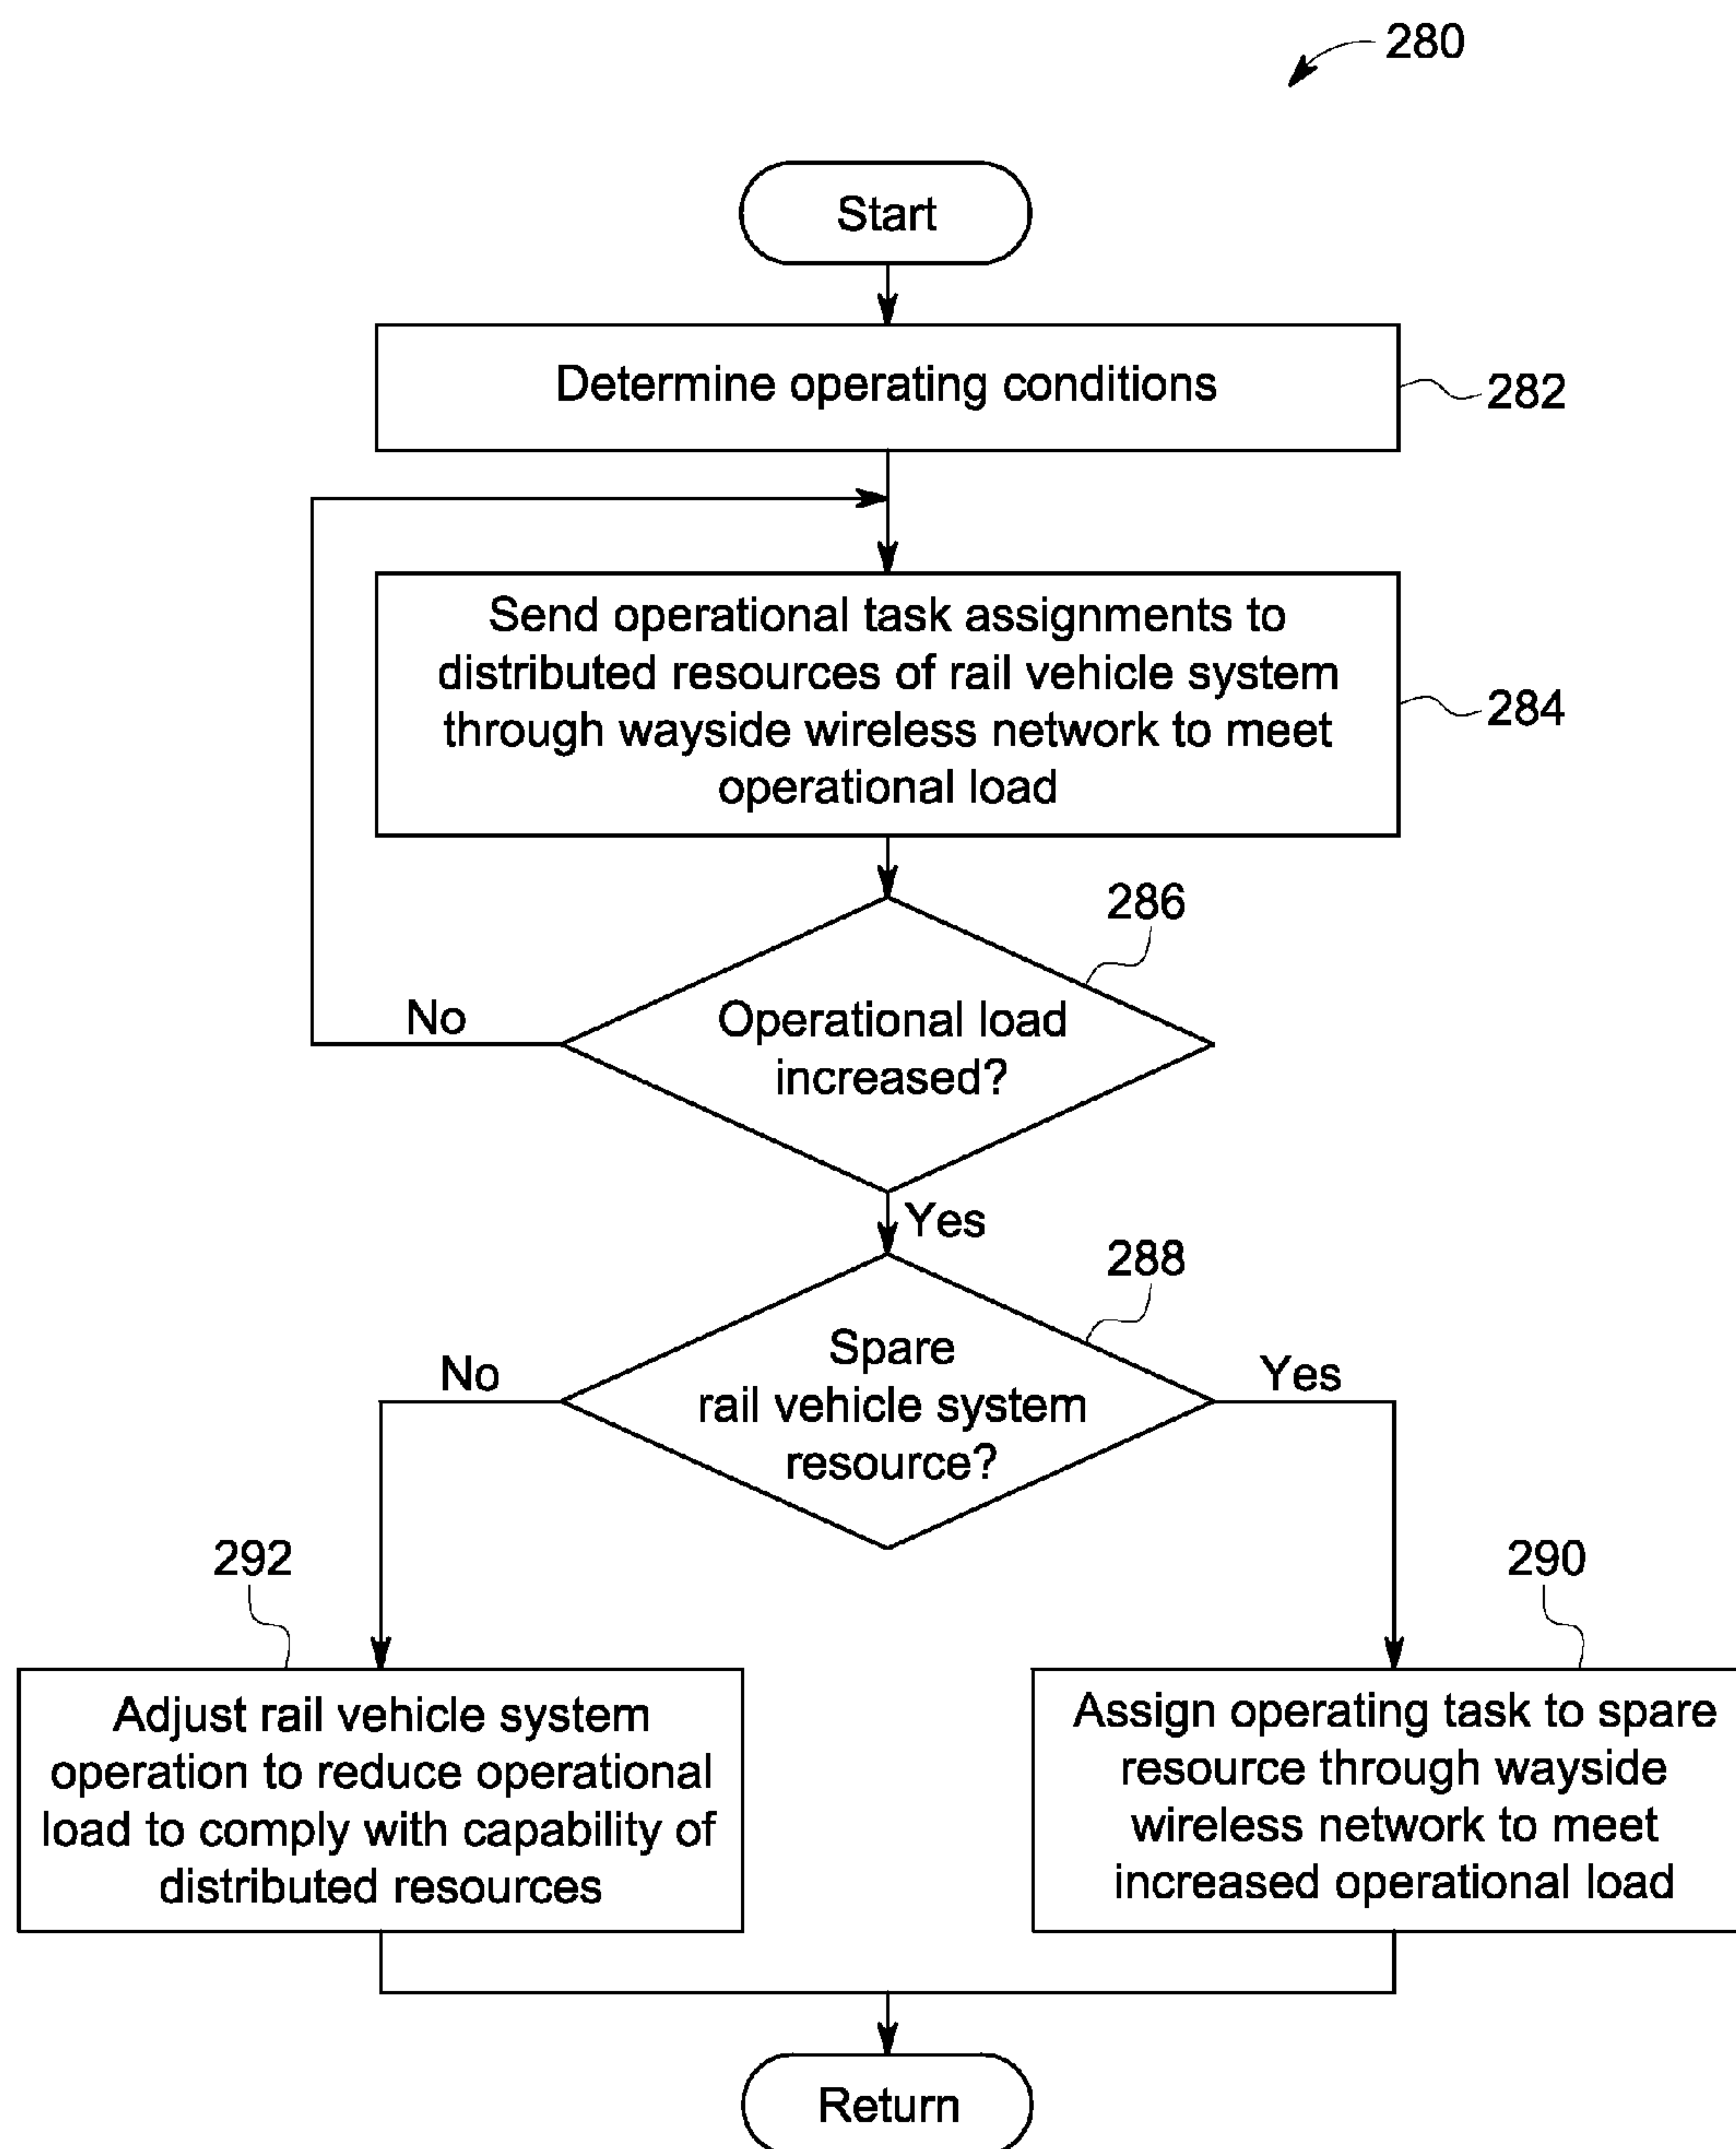 280
Start
Determine operating conditions
282
Send operational task assignments to
distributed resources of rail vehicle system
through wayside wireless network to meet
operational load
284
286
Operational load
increased?
No
Yes
288
Spare
rail vehicle system
resource?
No
Yes
292
Adjust rail vehicle system
operation to reduce operational
load to comply with capability of
distributed resources
290
Assign operating task to spare
resource through wayside
wireless network to meet
increased operational load
Return